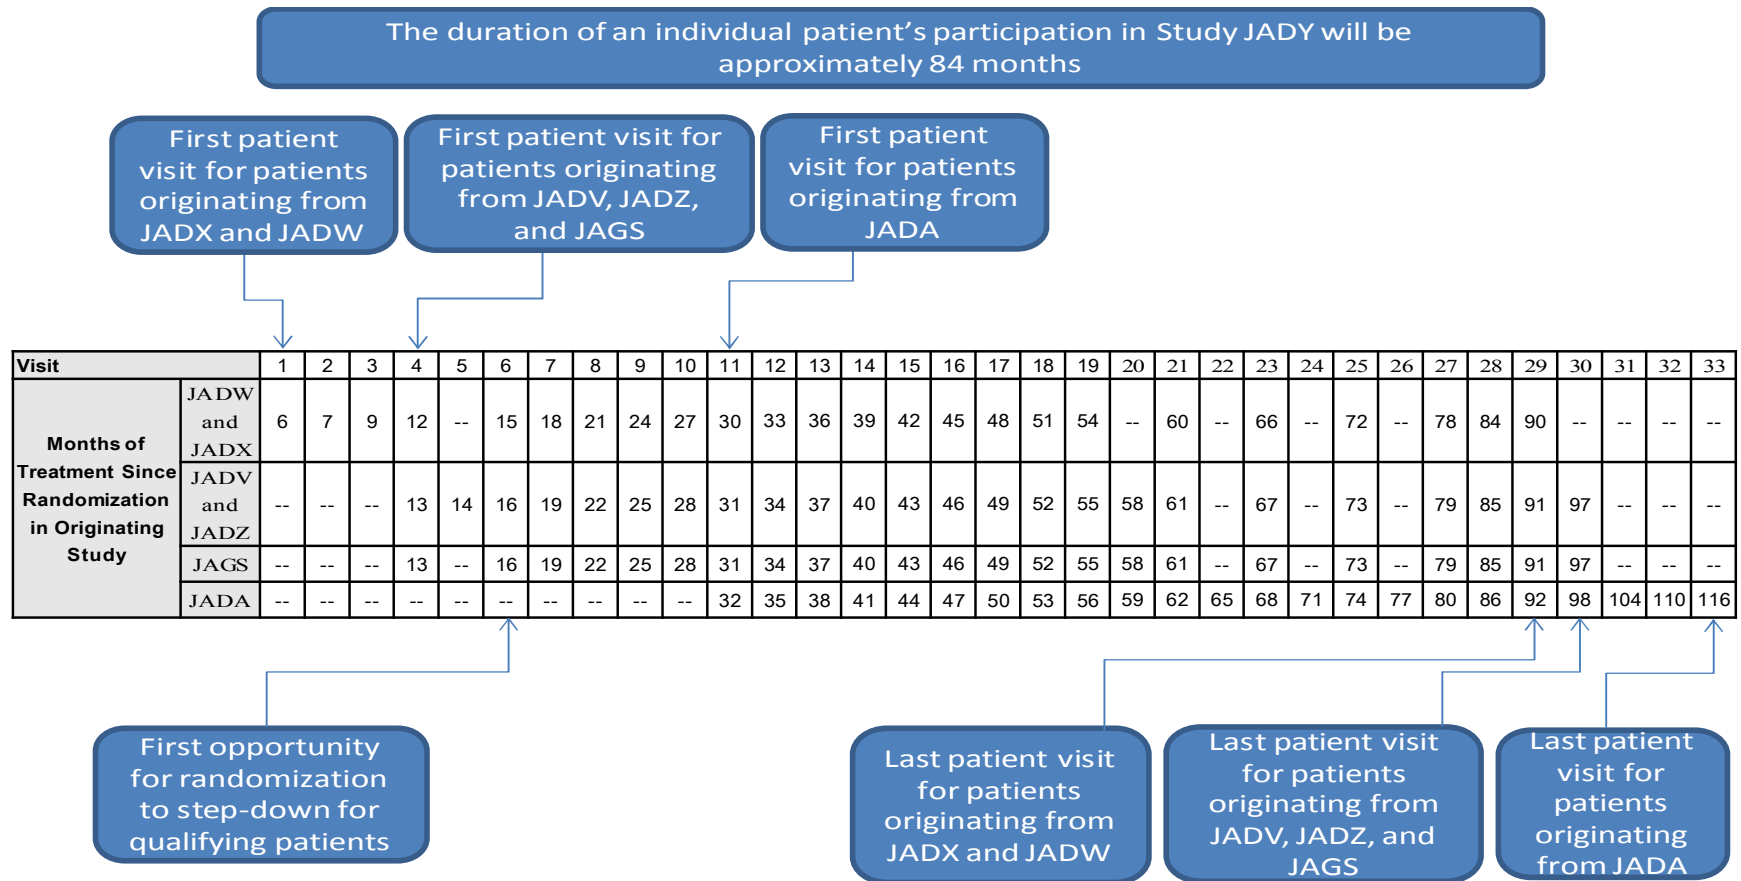 The duration of an individual patient’s participation in Study JADY will be
approximately 84 months
First patient
visit for patients
originating from
JADX and JADW
First patient visit for
patients originating
from JADV, JADZ,
and JAGS
First patient
visit for patients
originating from
JADA
Visit 1 2 3 4 5 6 7 8 9 10 11 12 13 14 15 16 17 18 19 20 21 22 23 24 25 26 27 28 29 30 31 32 33
Months of
Treatment Since
Randomization
in Originating
Study
JADW
and
JADX
6 7 9 12 -- 15 18 21 24 27 30 33 36 39 42 45 48 51 54 -- 60 -- 66 -- 72 -- 78 84 90 -- -- -- --
JADV
and
JADZ
-- -- -- 13 14 16 19 22 25 28 31 34 37 40 43 46 49 52 55 58 61 -- 67 -- 73 -- 79 85 91 97 -- -- --
JAGS -- -- -- 13 -- 16 19 22 25 28 31 34 37 40 43 46 49 52 55 58 61 -- 67 -- 73 -- 79 85 91 97 -- -- --
JADA -- -- -- -- -- -- -- -- -- -- 32 35 38 41 44 47 50 53 56 59 62 65 68 71 74 77 80 86 92 98 104 110 116
First opportunity
for randomization
to step-down for
qualifying patients
Last patient visit
for patients
originating from
JADX and JADW
Last patient visit
for patients
originating from
JADV, JADZ, and
JAGS
Last patient
visit for
patients
originating
from JADA